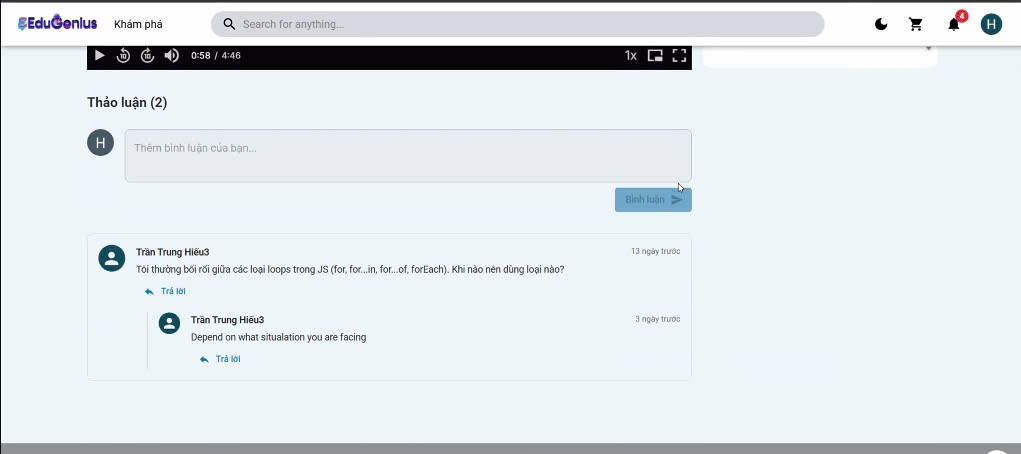 EduGenius Khám phá Search for anything... 4 H
10 10 0:58 / 4:46 1x
Thảo luận (2)
H Thêm bình luận của bạn...
Bình luận
Trần Trung Hiếu3 13 ngày trước
Tôi thường bối rối giữa các loại loops trong JS (for, for...in, for...of, forEach). Khi nào nên dùng loại nào?
Trả lời
Trần Trung Hiếu3 3 ngày trước
Depend on what situalation you are facing
Trả lời